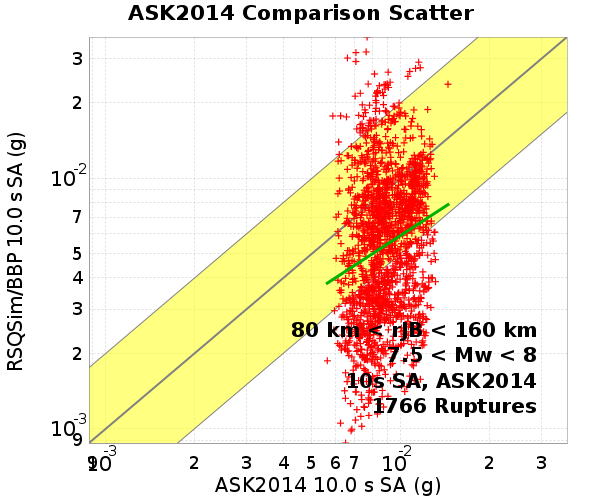 ASK2014 Comparison Scatter
RSQSim/BBP 10.0 s SA (g)
3
2
10-2
7
5
4
3
2
10-3
9
80 km < rJB < 160 km
7.5 < Mw < 8
10s SA, ASK2014
1766 Ruptures
9 10-3 2 3 4 5 6 7 10-2 2 3
ASK2014 10.0 s SA (g)